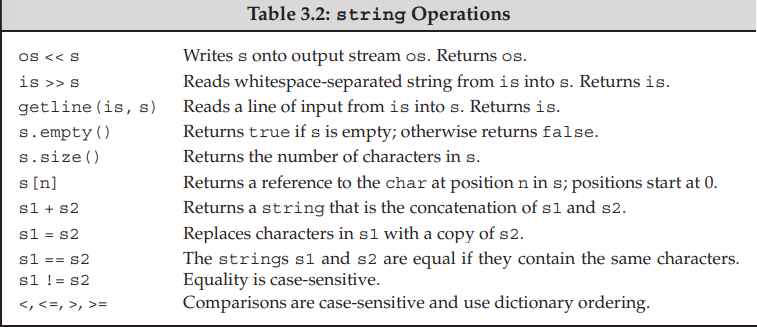 Table 3.2: string Operations
os << s Writes s onto output stream os. Returns os.
is >> s Reads whitespace-separated string from is into s. Returns is.
getline(is, s) Reads a line of input from is into s. Returns is.
s.empty() Returns true if s is empty; otherwise returns false.
s.size() Returns the number of characters in s.
s[n] Returns a reference to the char at position n in s; positions start at 0.
s1 + s2 Returns a string that is the concatenation of s1 and s2.
s1 = s2 Replaces characters in s1 with a copy of s2.
s1 == s2 The strings s1 and s2 are equal if they contain the same characters.
s1 != s2 Equality is case-sensitive.
<, <=, >, >= Comparisons are case-sensitive and use dictionary ordering.